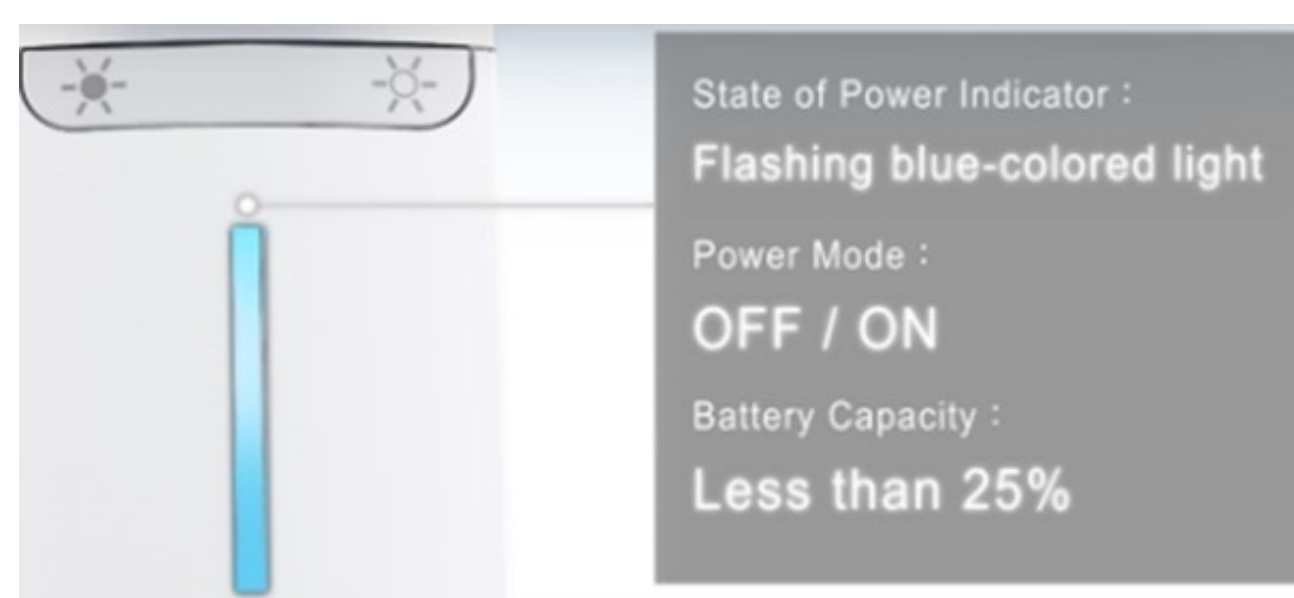 State of Power Indicator :
Flashing blue-colored light
Power Mode :
OFF / ON
Battery Capacity :
Less than 25%